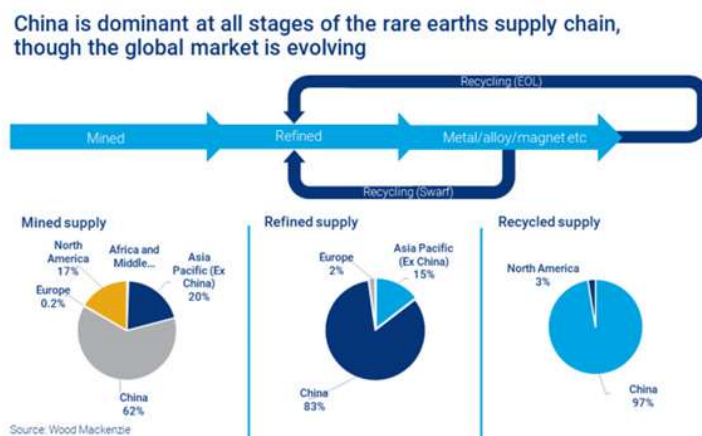 China is dominant at all stages of the rare earths supply chain,
though the global market is evolving
Recycling (EOL)
Mined
Refined
Metal/alloy/magnet etc
Recycling (Swarf)
Mined supply
North
America
17%
Africa and
Middle...
Asia
Pacific (Ex
China)
20%
Europe
0.2%
China
62%
Refined supply
Europe
2%
Asia Pacific
(Ex China)
15%
China
83%
Recycled supply
North America
3%
China
97%
Source: Wood Mackenzie